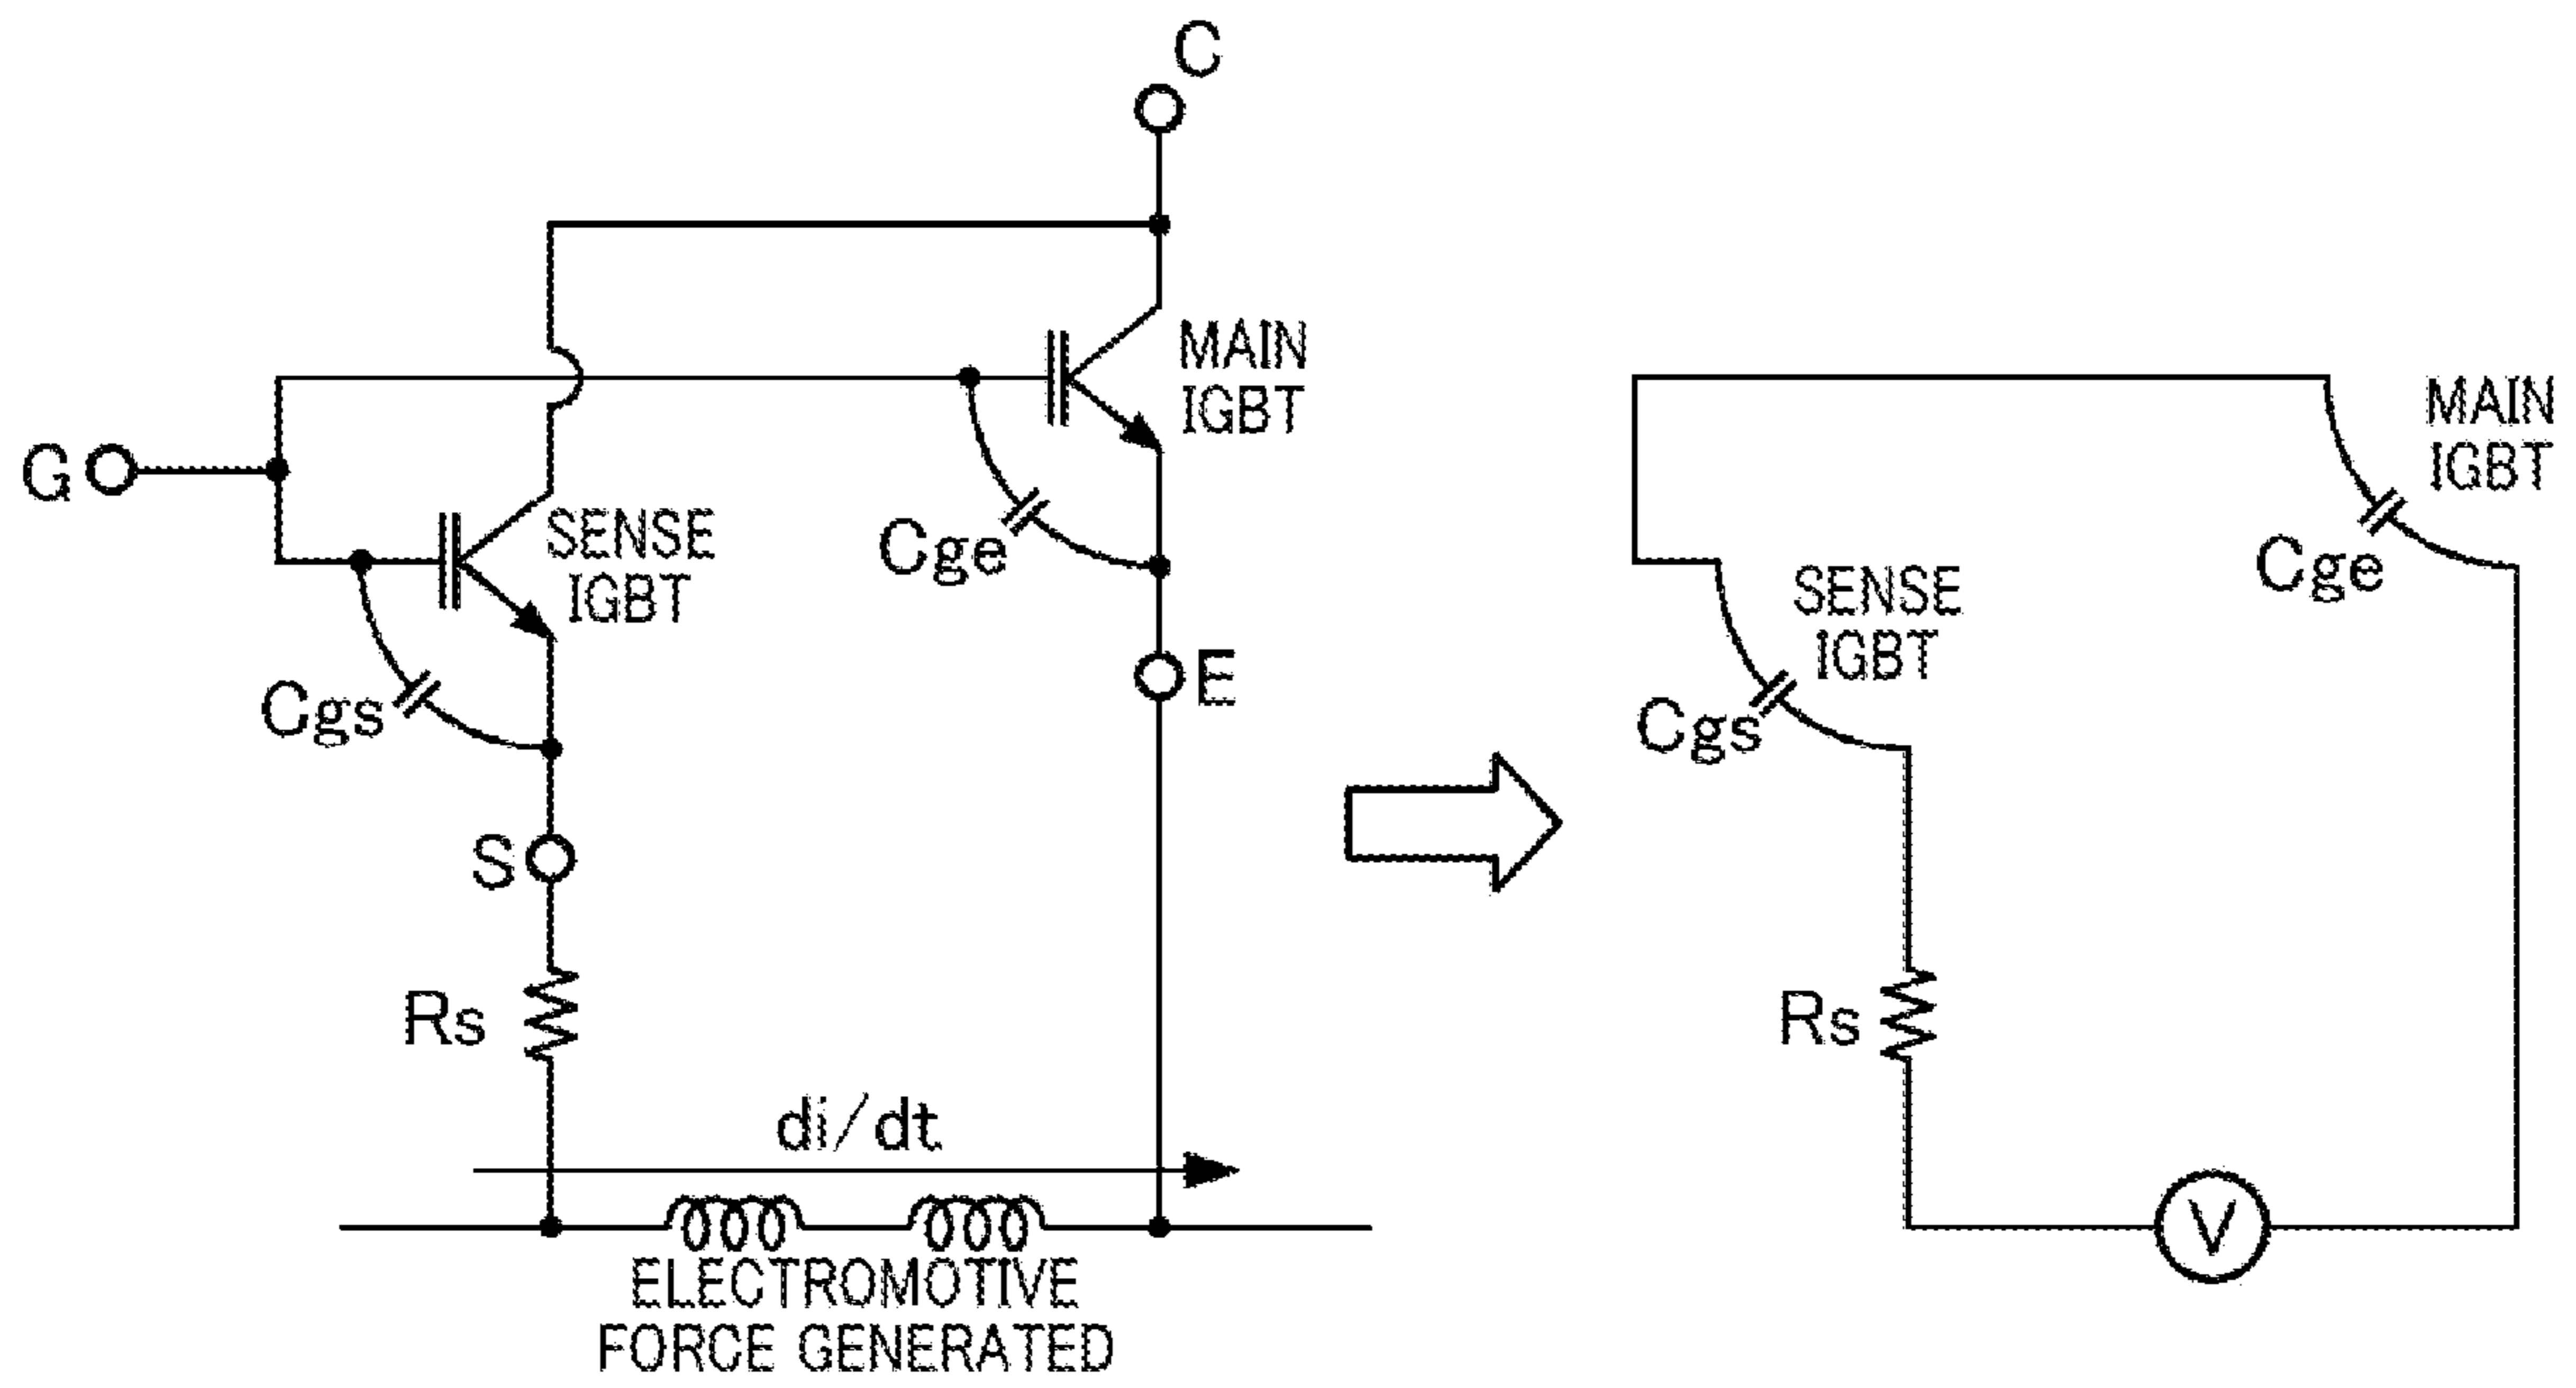 C
MAIN
IGBT
G
SENSE
IGBT
Cge
Cgs
E
S
Rs
di/dt
ELECTROMOTIVE
FORCE GENERATED
MAIN
IGBT
Cge
SENSE
IGBT
Cgs
Rs
V